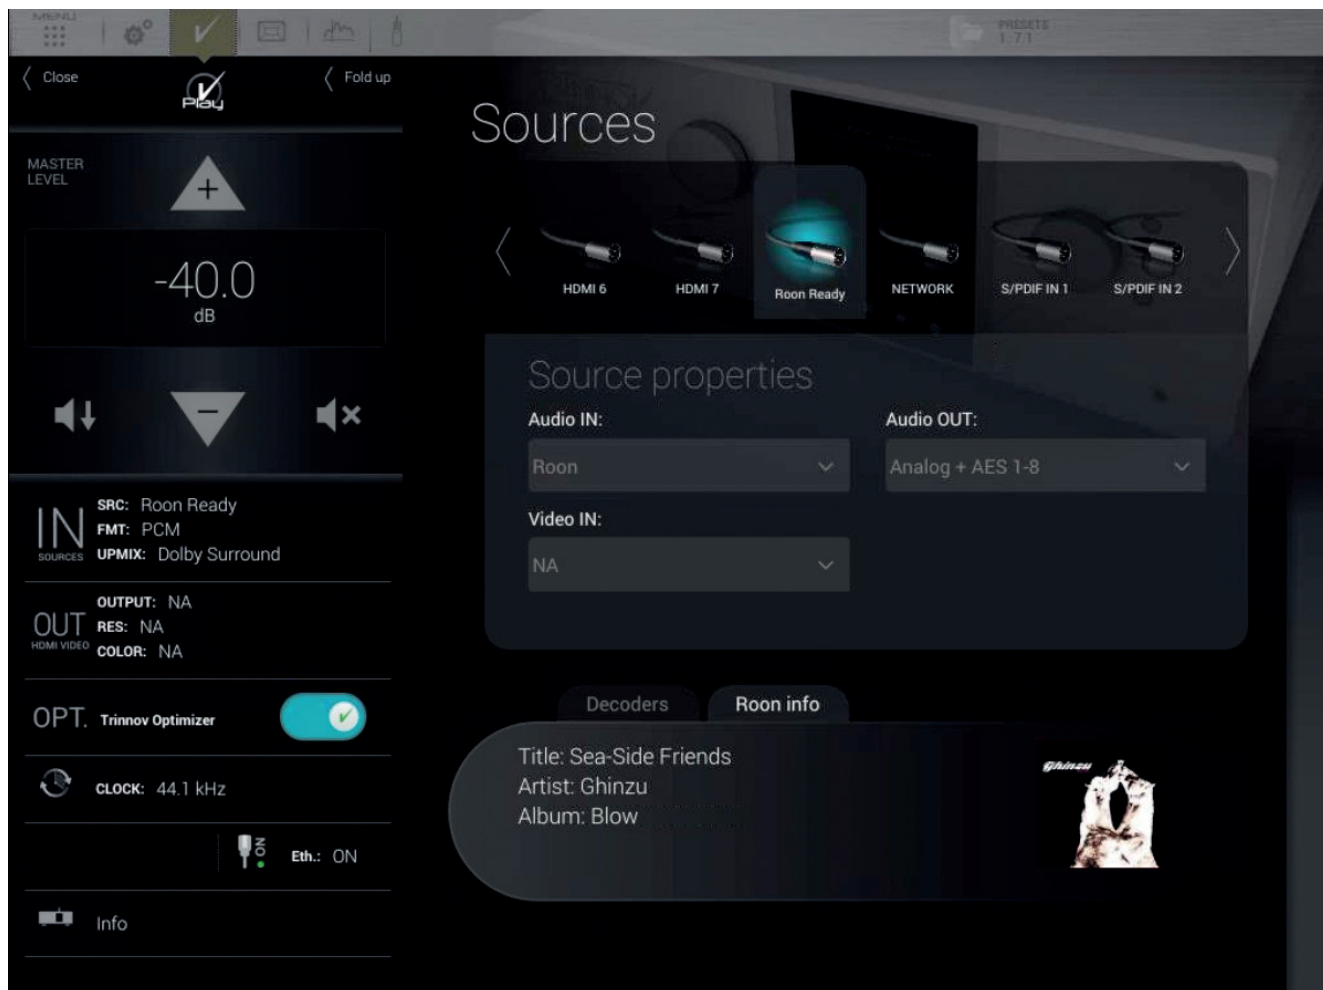 MENU
PRESETS
1: 7.1
Close
Play
Fold up
MASTER
LEVEL
+
-40.0
dB
-
IN
SOURCES
SRC: Roon Ready
FMT: PCM
UPMIX: Dolby Surround
OUT
HDMI VIDEO
OUTPUT: NA
RES: NA
COLOR: NA
OPT. Trinnov Optimizer
CLOCK: 44.1 kHz
ON
Eth.: ON
Info
Sources
HDMI 6
HDMI 7
Roon Ready
NETWORK
S/PDIF IN 1
S/PDIF IN 2
Source properties
Audio IN:
Audio OUT:
Roon
Analog + AES 1-8
Video IN:
NA
Decoders
Roon info
Title: Sea-Side Friends
Artist: Ghinzu
Album: Blow
Ghinzu